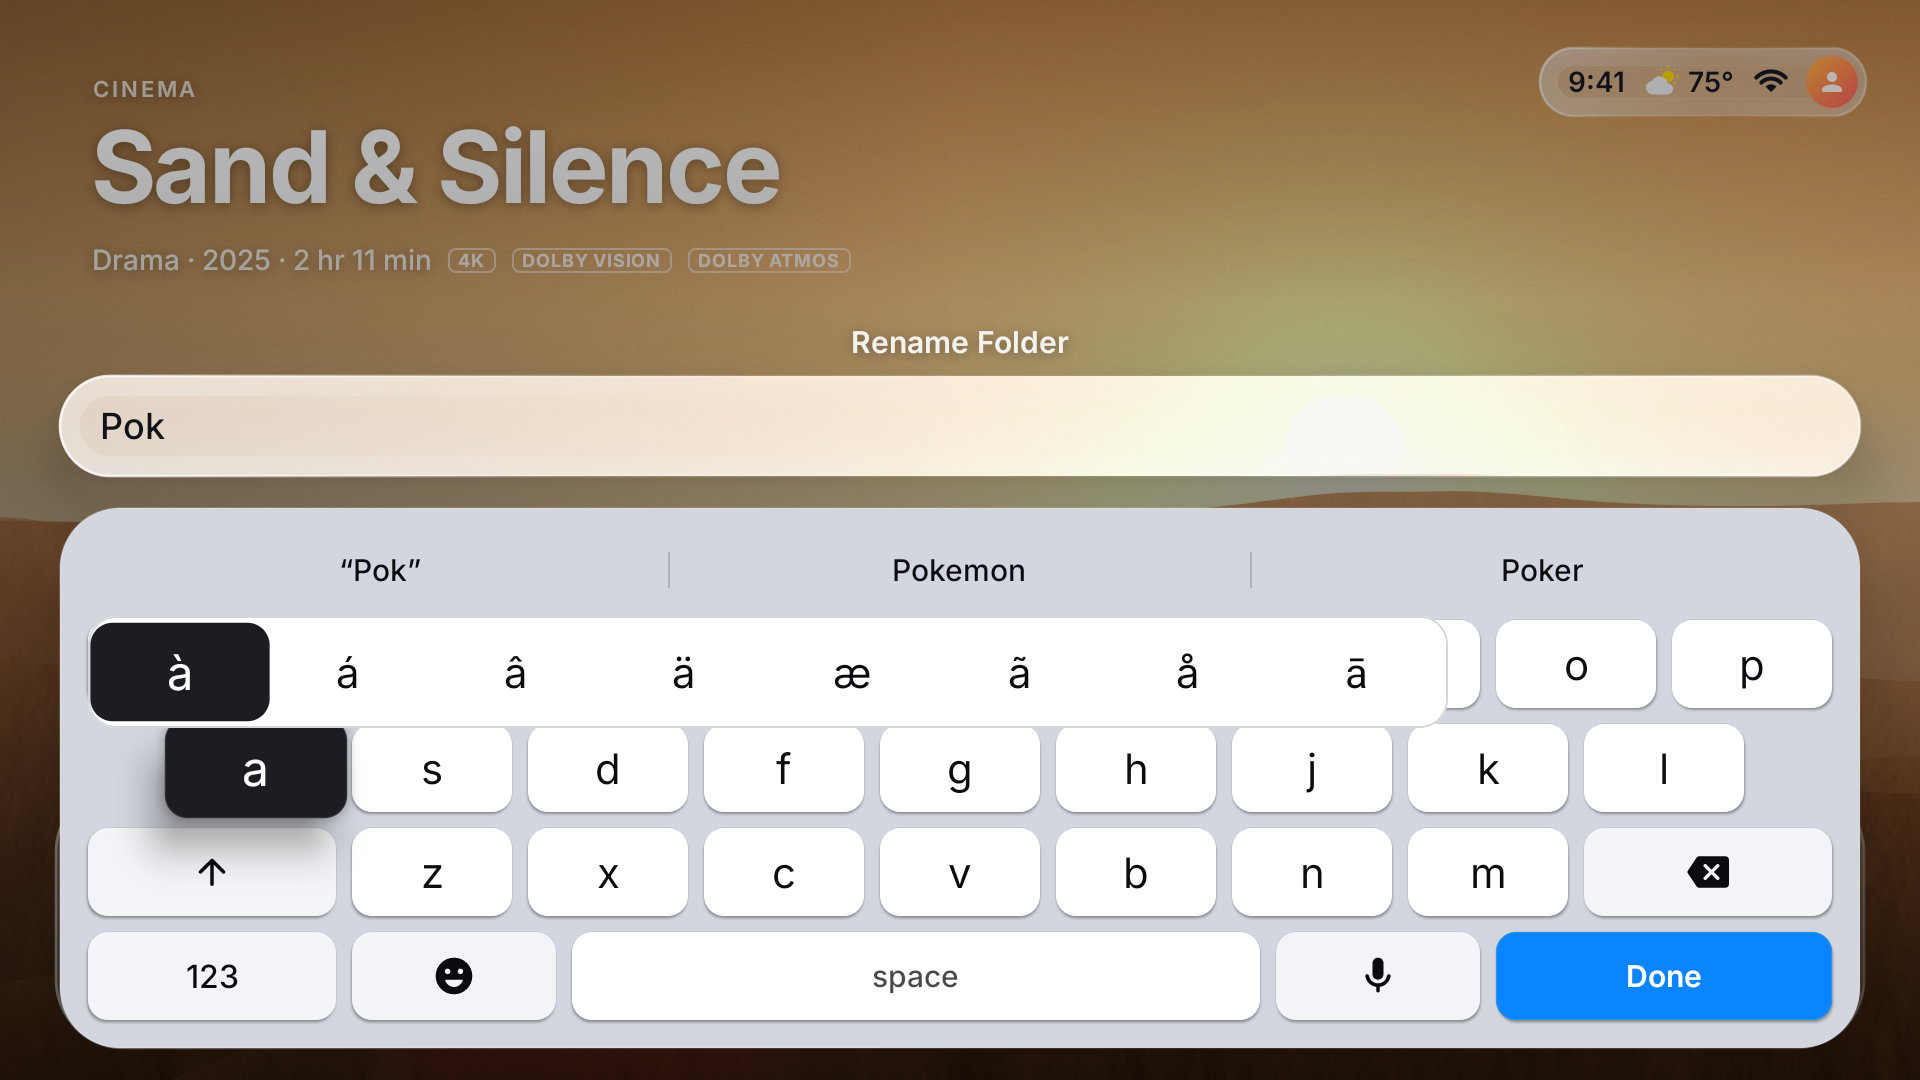 CINEMA
9:41 75°
Sand & Silence
Drama · 2025 · 2 hr 11 min 4K DOLBY VISION DOLBY ATMOS
Rename Folder
Pok
“Pok” Pokemon Poker
à á â ä æ ã å ā o p
a s d f g h j k l
z x c v b n m
123 space Done